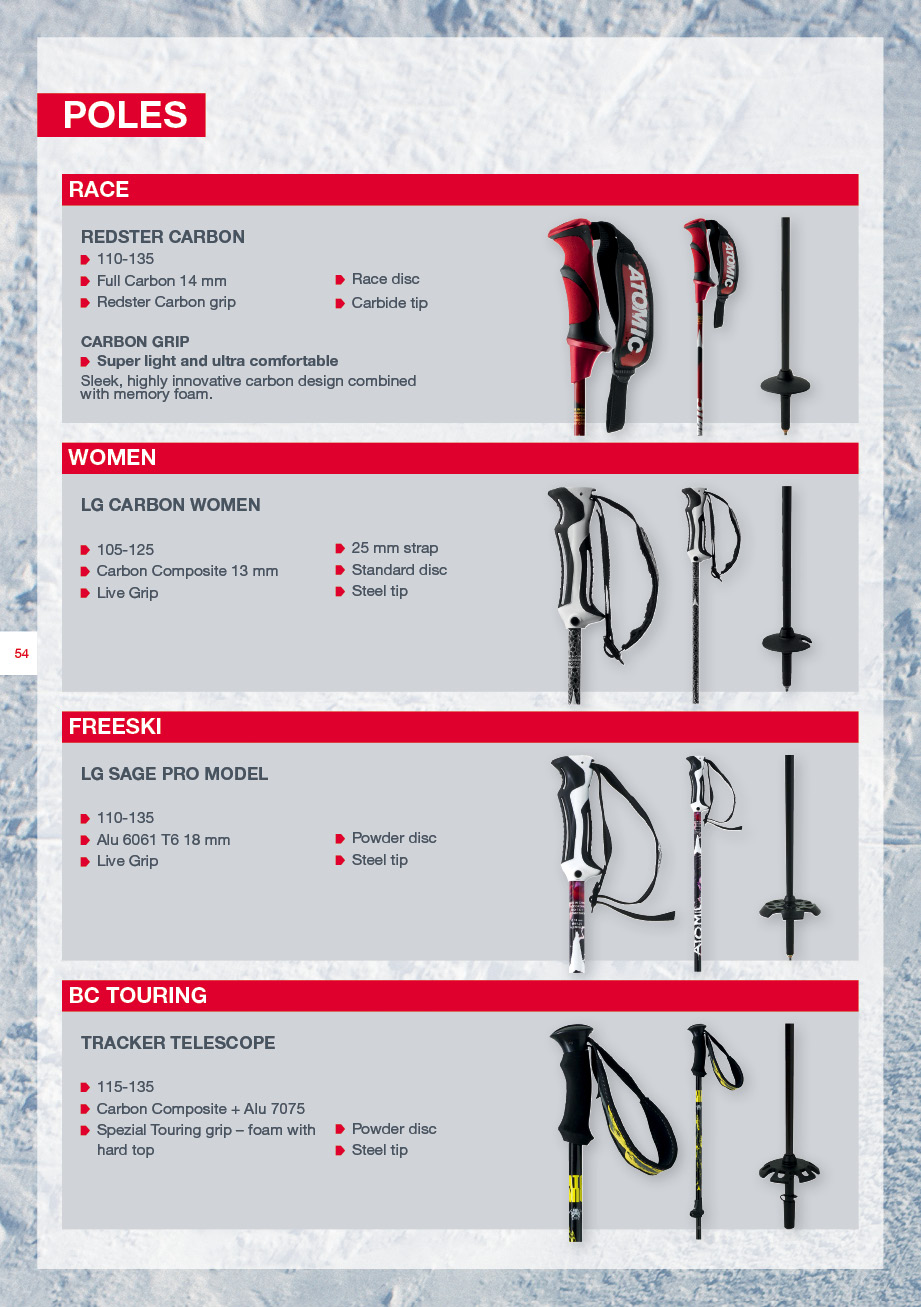 POLES
RACE
REDSTER CARBON
110-135
Full Carbon 14 mm
Redster Carbon grip
Race disc
Carbide tip
CARBON GRIP
Super light and ultra comfortable
Sleek, highly innovative carbon design combined
with memory foam.
ATOMIC
ATOMIC
WOMEN
LG CARBON WOMEN
105-125
Carbon Composite 13 mm
Live Grip
25 mm strap
Standard disc
Steel tip
54
FREESKI
LG SAGE PRO MODEL
110-135
Alu 6061 T6 18 mm
Live Grip
Powder disc
Steel tip
ATOMIC
BC TOURING
TRACKER TELESCOPE
115-135
Carbon Composite + Alu 7075
Spezial Touring grip – foam with
hard top
Powder disc
Steel tip